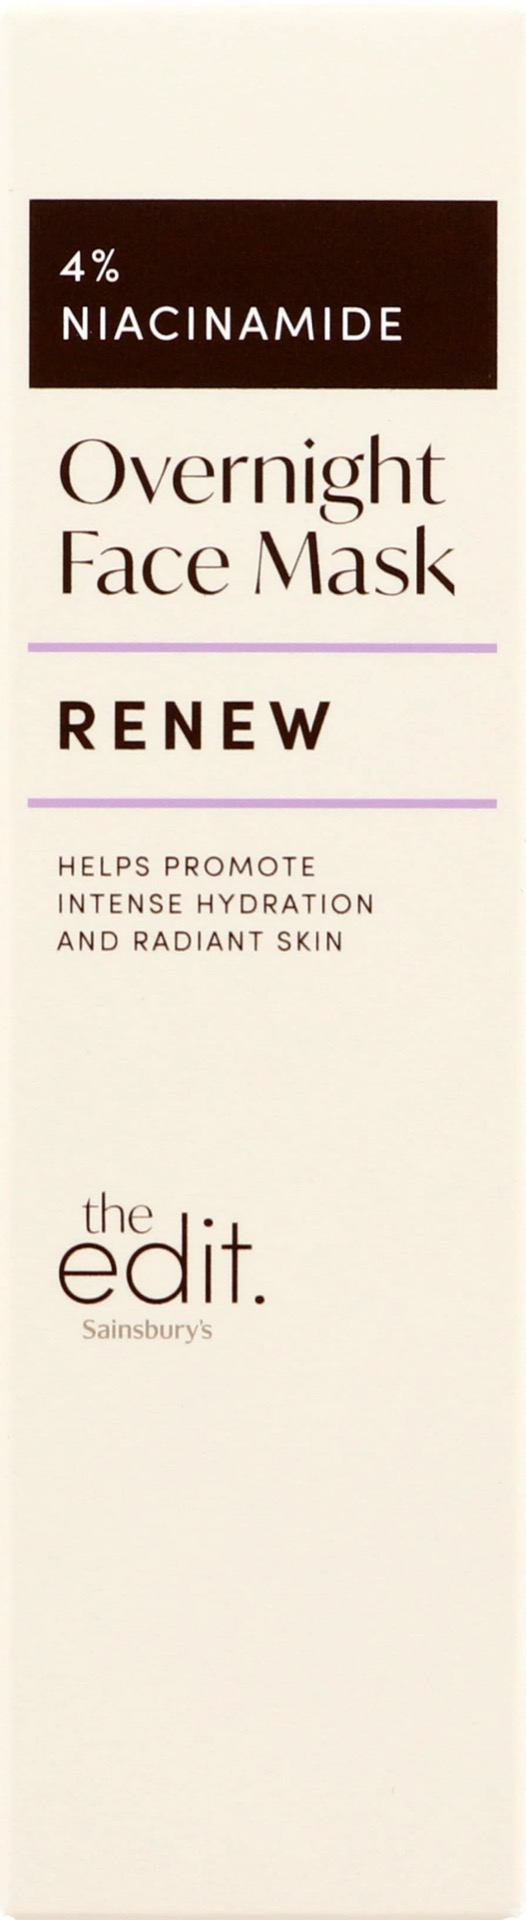 4%
NIACINAMIDE
Overnight
Face Mask
RENEW
HELPS PROMOTE
INTENSE HYDRATION
AND RADIANT SKIN
the
edit.
Sainsbury's